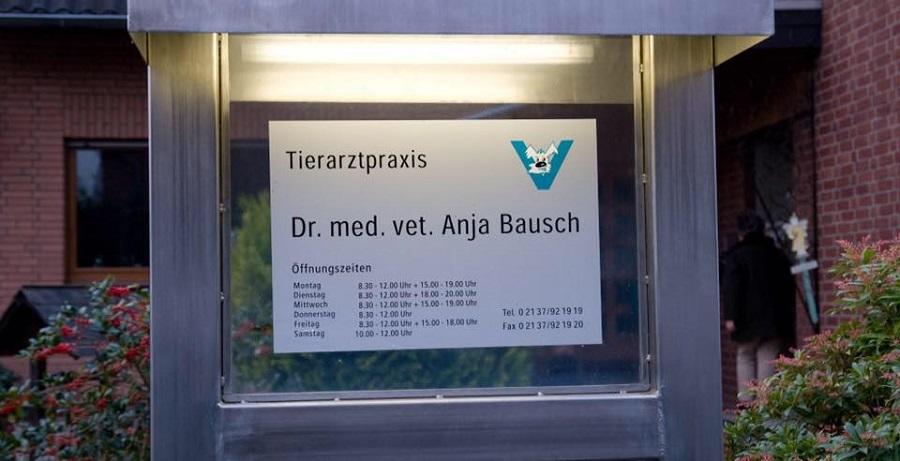 Tierarztpraxis
Dr. med. vet. Anja Bausch
Öffnungszeiten
Montag 8.30 - 12.00 Uhr + 15.00 - 19.00 Uhr
Dienstag 8.30 - 12.00 Uhr + 18.00 - 20.00 Uhr
Mittwoch 8.30 - 12.00 Uhr + 15.00 - 19.00 Uhr
Donnerstag 8.30 - 12.00 Uhr
Freitag 8.30 - 12.00 Uhr + 15.00 - 18.00 Uhr
Samstag 10.00 - 12.00 Uhr
Tel 0 21 37/92 19 19
Fax 0 21 37/92 19 20